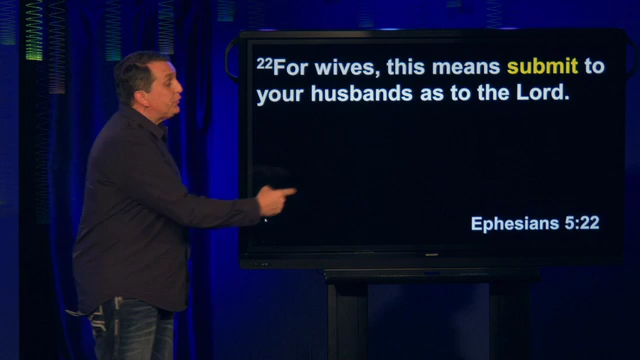 ²²For wives, this means submit to
your husbands as to the Lord.
Ephesians 5:22